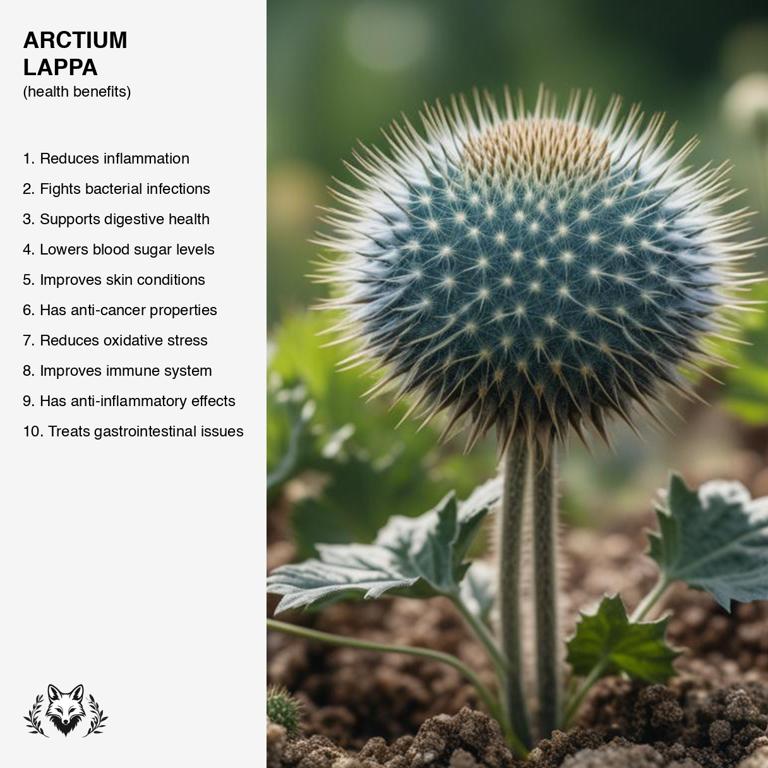 ARCTIUM
LAPPA
(health benefits)
1. Reduces inflammation
2. Fights bacterial infections
3. Supports digestive health
4. Lowers blood sugar levels
5. Improves skin conditions
6. Has anti-cancer properties
7. Reduces oxidative stress
8. Improves immune system
9. Has anti-inflammatory effects
10. Treats gastrointestinal issues